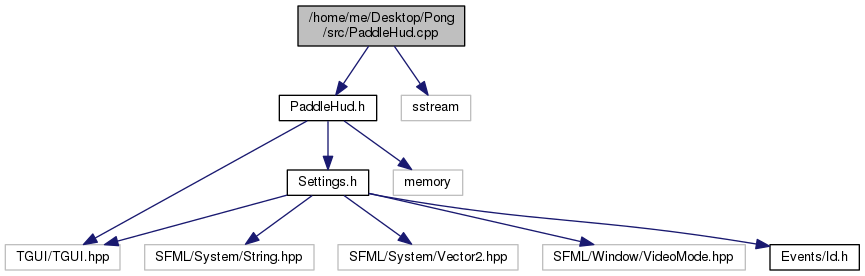 /home/me/Desktop/Pong
/src/PaddleHud.cpp
PaddleHud.h
sstream
Settings.h
memory
TGUI/TGUI.hpp
SFML/System/String.hpp
SFML/System/Vector2.hpp
SFML/Window/VideoMode.hpp
Events/Id.h